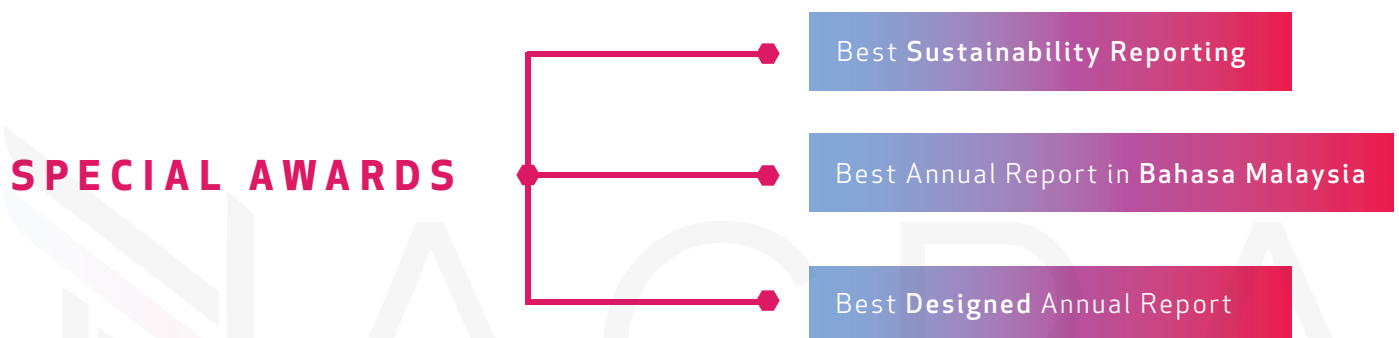 SPECIAL AWARDS
Best Sustainability Reporting
Best Annual Report in Bahasa Malaysia
Best Designed Annual Report